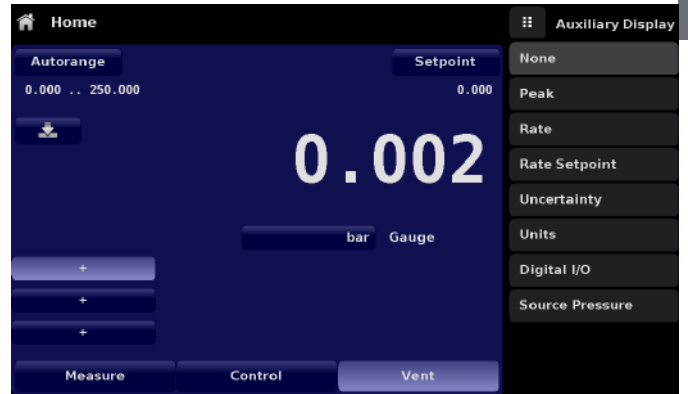 Home
Autorange
Setpoint
0.000 .. 250.000
0.000
0.002
bar Gauge
+
+
+
Measure
Control
Vent
Auxiliary Display
None
Peak
Rate
Rate Setpoint
Uncertainty
Units
Digital I/O
Source Pressure